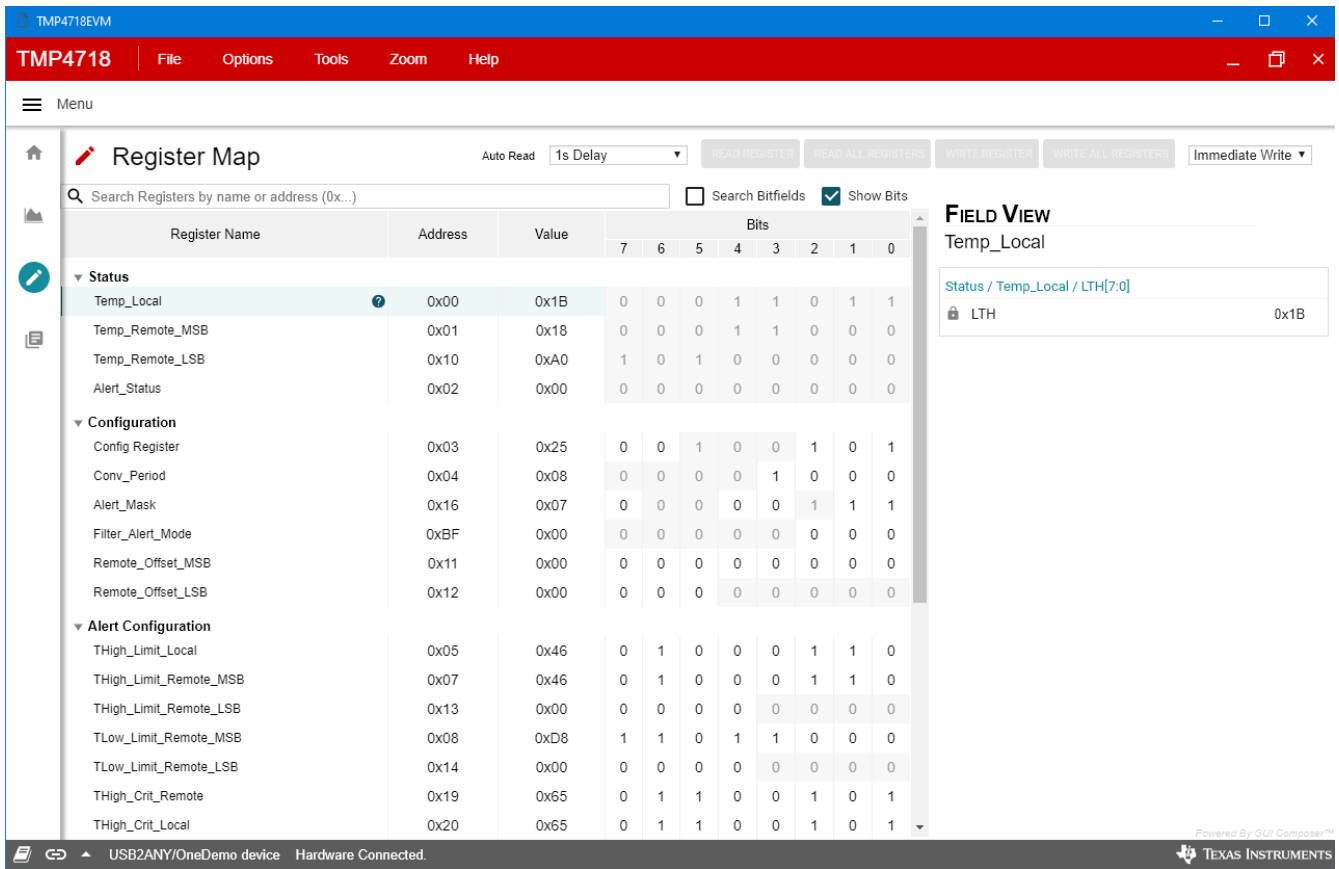 TMP4718EVM
TMP4718 File Options Tools Zoom Help
Menu
Register Map Auto Read 1s Delay READ REGISTER READ ALL REGISTERS WRITE REGISTER WRITE ALL REGISTERS Immediate Write
Search Registers by name or address (0x...) Search Bitfields Show Bits
Register Name Address Value Bits
7 6 5 4 3 2 1 0
Status
Temp_Local ? 0x00 0x1B 0 0 0 1 1 0 1 1
Temp_Remote_MSB 0x01 0x18 0 0 0 1 1 0 0 0
Temp_Remote_LSB 0x10 0xA0 1 0 1 0 0 0 0 0
Alert_Status 0x02 0x00 0 0 0 0 0 0 0 0
Configuration
Config Register 0x03 0x25 0 0 1 0 0 1 0 1
Conv_Period 0x04 0x08 0 0 0 0 1 0 0 0
Alert_Mask 0x16 0x07 0 0 0 0 0 1 1 1
Filter_Alert_Mode 0xBF 0x00 0 0 0 0 0 0 0 0
Remote_Offset_MSB 0x11 0x00 0 0 0 0 0 0 0 0
Remote_Offset_LSB 0x12 0x00 0 0 0 0 0 0 0 0
Alert Configuration
THigh_Limit_Local 0x05 0x46 0 1 0 0 0 1 1 0
THigh_Limit_Remote_MSB 0x07 0x46 0 1 0 0 0 1 1 0
THigh_Limit_Remote_LSB 0x13 0x00 0 0 0 0 0 0 0 0
TLow_Limit_Remote_MSB 0x08 0xD8 1 1 0 1 1 0 0 0
TLow_Limit_Remote_LSB 0x14 0x00 0 0 0 0 0 0 0 0
THigh_Crit_Remote 0x19 0x65 0 1 1 0 0 1 0 1
THigh_Crit_Local 0x20 0x65 0 1 1 0 0 1 0 1
FIELD VIEW
Temp_Local
Status / Temp_Local / LTH[7:0]
LTH 0x1B
Powered By GUI Composer™
USB2ANY/OneDemo device Hardware Connected.
TEXAS INSTRUMENTS